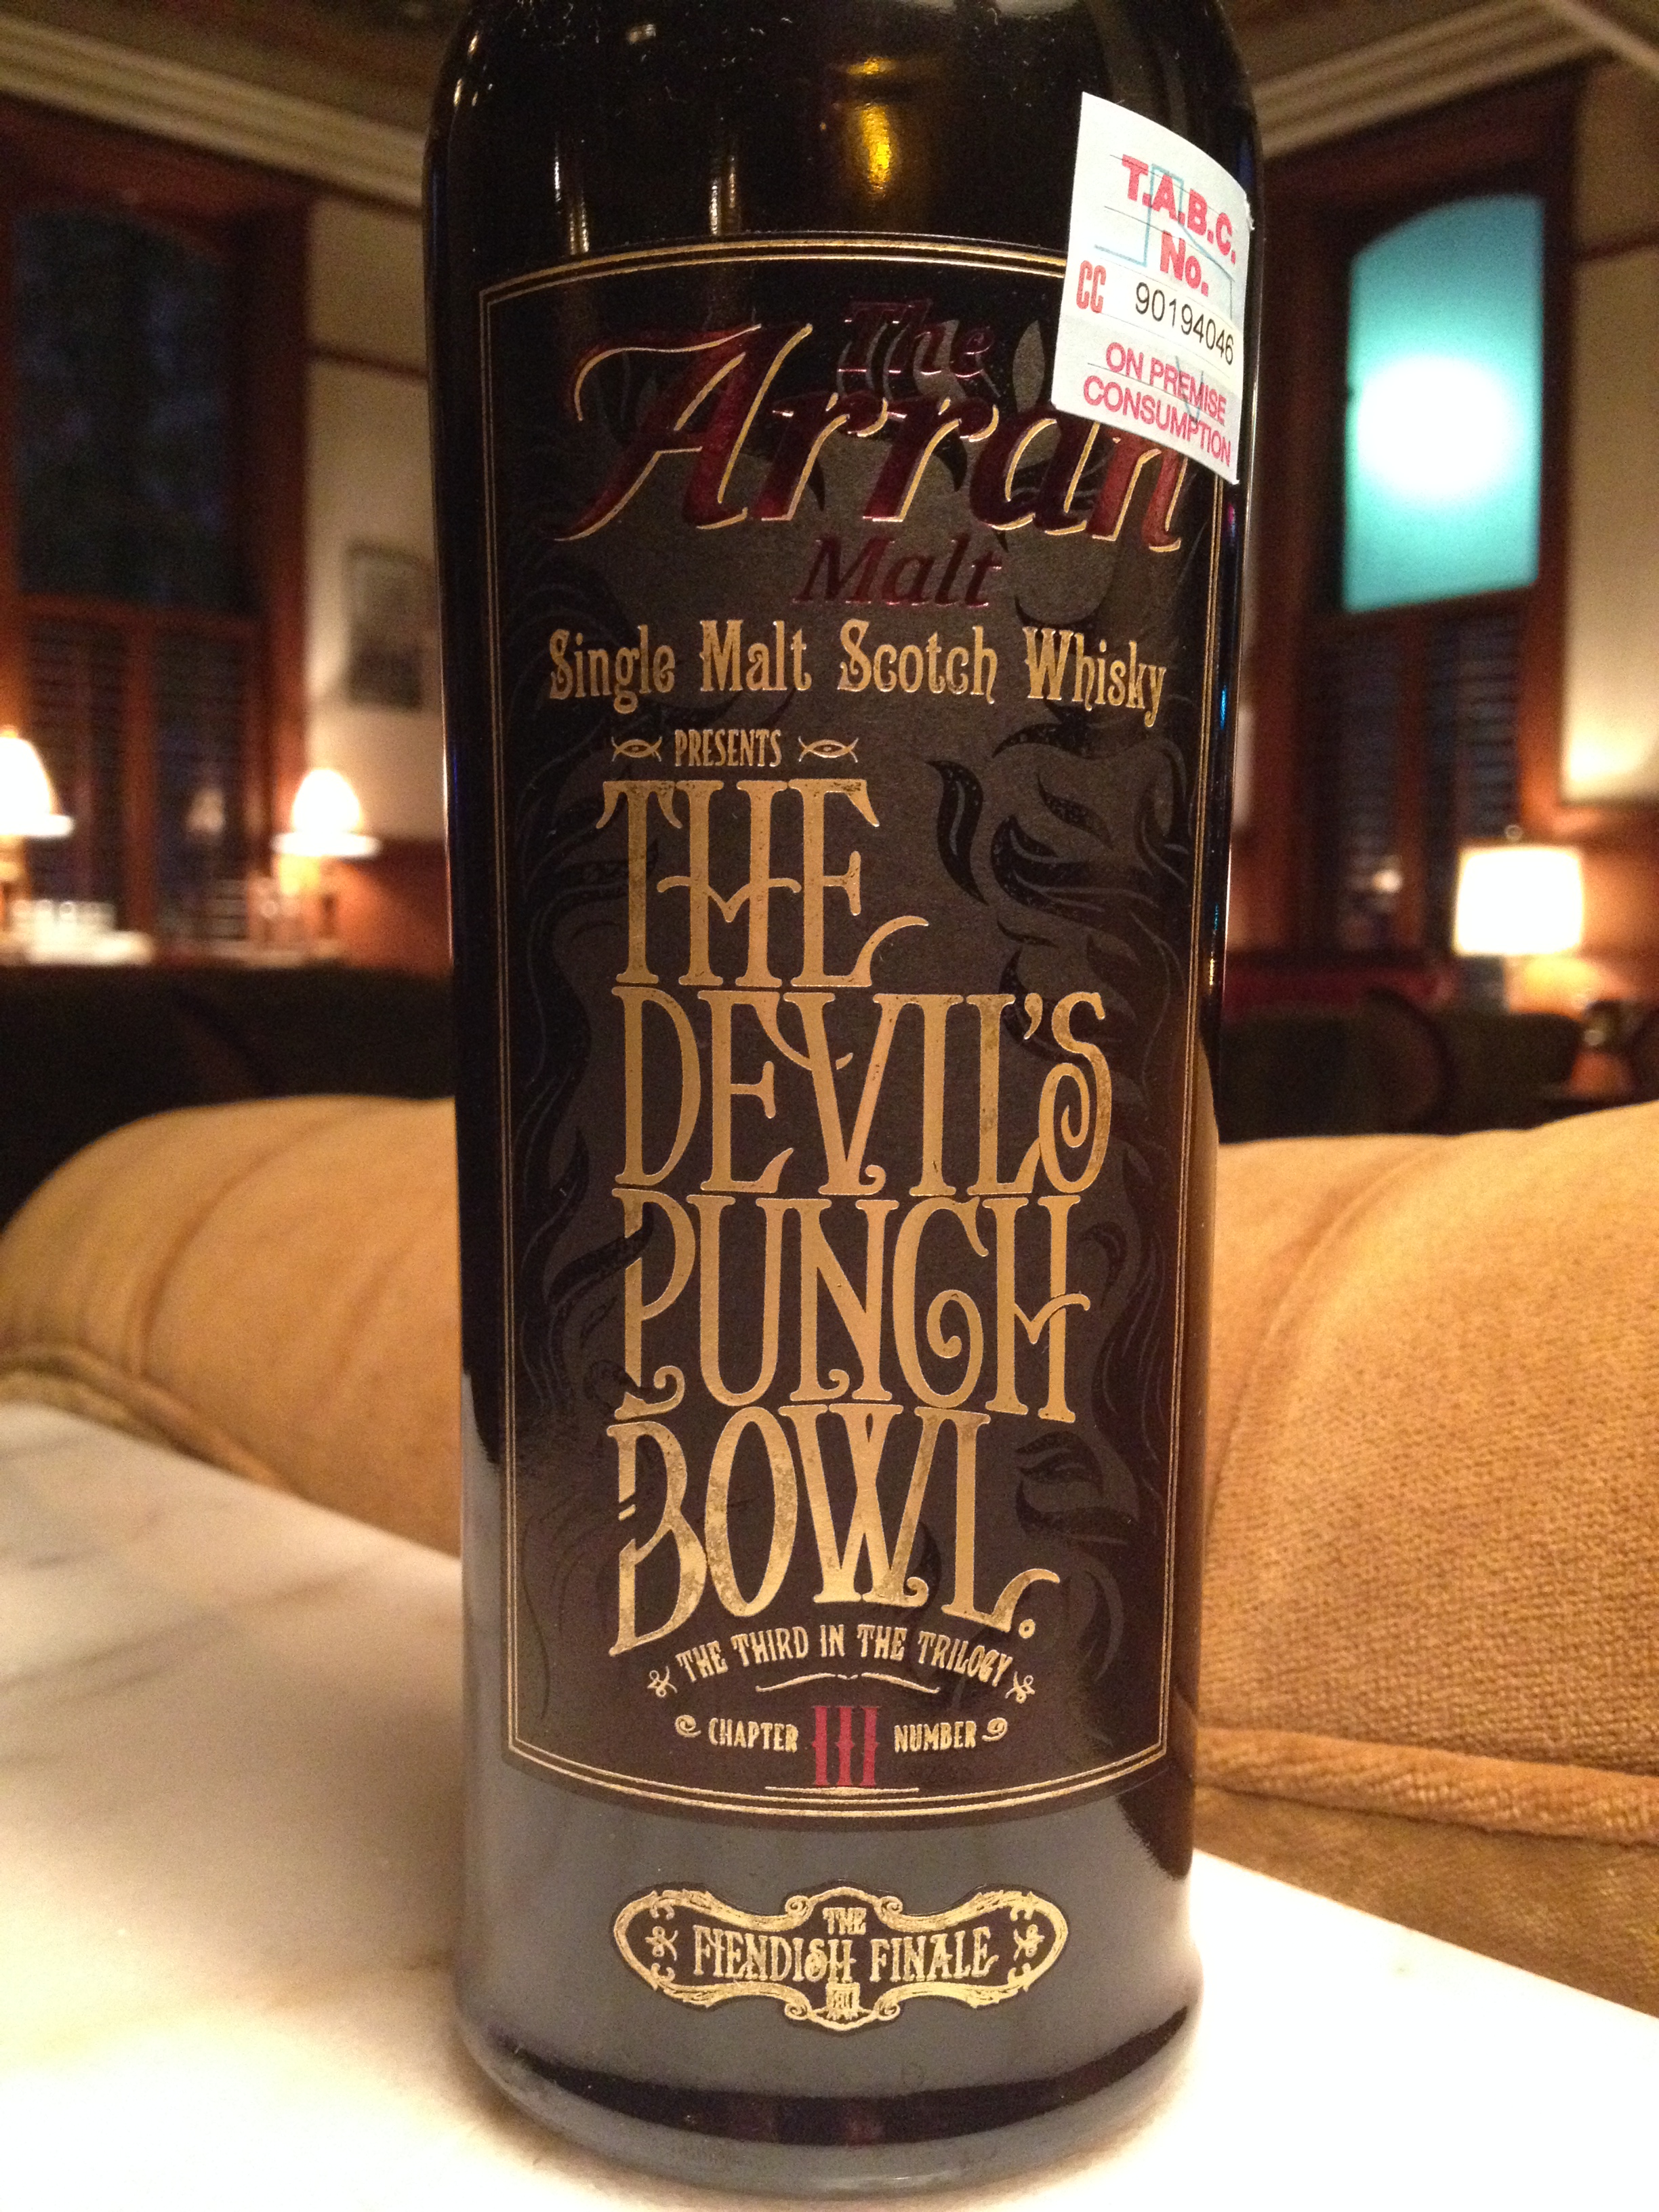 T.A.B.C.
No.
CC 90194046
ON PREMISE
CONSUMPTION
The
Arran
Malt
Single Malt Scotch Whisky
PRESENTS
THE
DEVIL'S
PUNCH
BOWL.
THE THIRD IN THE TRILOGY
CHAPTER III NUMBER
THE
FIENDISH FINALE